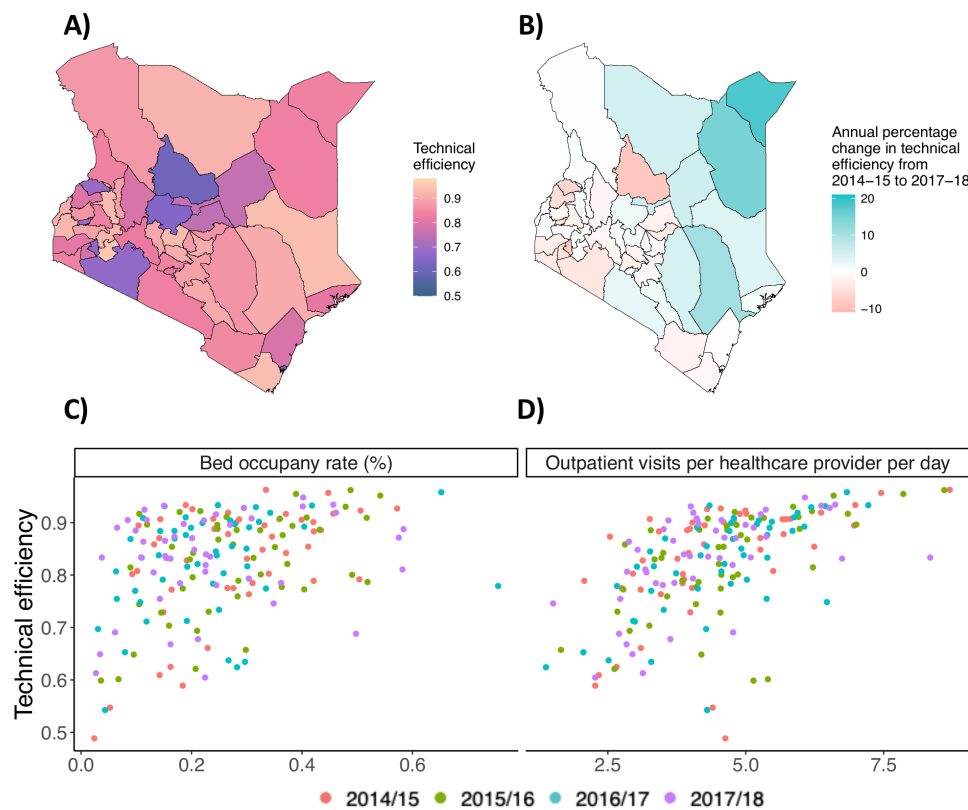 A)
B)
Technical
efficiency
0.9
0.8
0.7
0.6
0.5
Annual percentage
change in technical
efficiency from
2014−15 to 2017−18
20
10
0
−10
C)
D)
Bed occupany rate (%)
Outpatient visits per healthcare provider per day
Technical efficiency
0.9
0.8
0.7
0.6
0.5
0.0 0.2 0.4 0.6
2.5 5.0 7.5
2014/15 2015/16 2016/17 2017/18